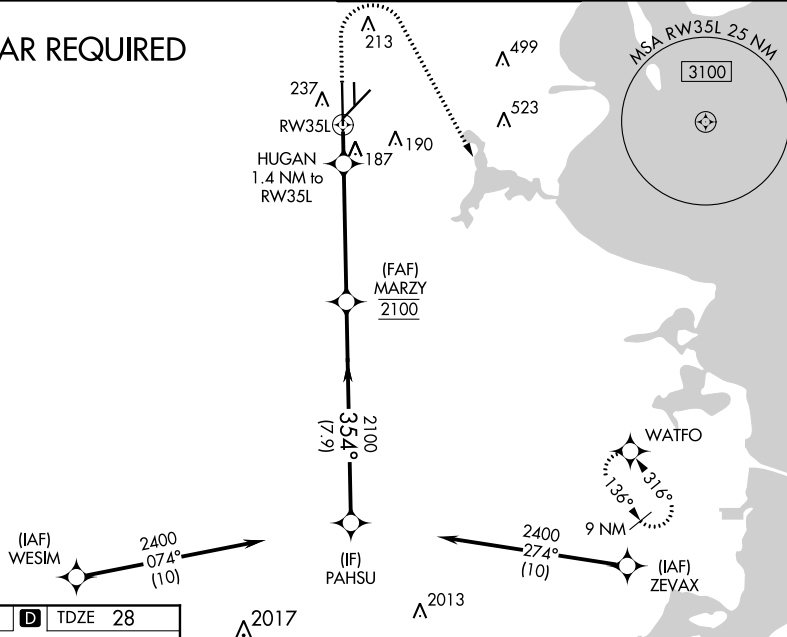 AR REQUIRED
213
499
MSA RW35L 25 NM
3100
237
523
RW35L
187
190
HUGAN
1.4 NM to
RW35L
(FAF)
MARZY
2100
2100
354°
(7.9)
WATFO
316°
136°
9 NM
(IAF)
WESIM
2400
074°
(10)
(IF)
PAHSU
2400
274°
(10)
(IAF)
ZEVAX
D TDZE 28
2017
2013